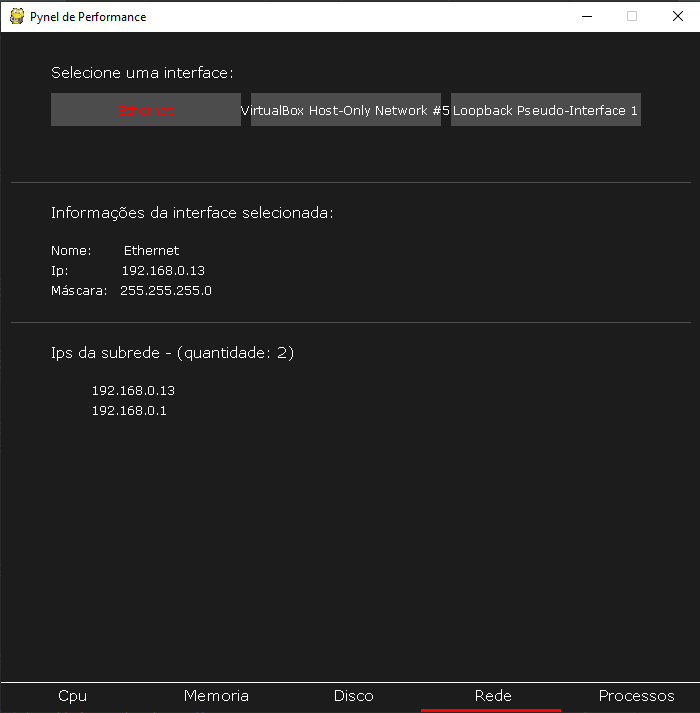 Pynel de Performance
Selecione uma interface:
Ethernet VirtualBox Host-Only Network #5 Loopback Pseudo-Interface 1
Informações da interface selecionada:
Nome: Ethernet
Ip: 192.168.0.13
Máscara: 255.255.255.0
Ips da subrede - (quantidade: 2)
192.168.0.13
192.168.0.1
Cpu Memoria Disco Rede Processos